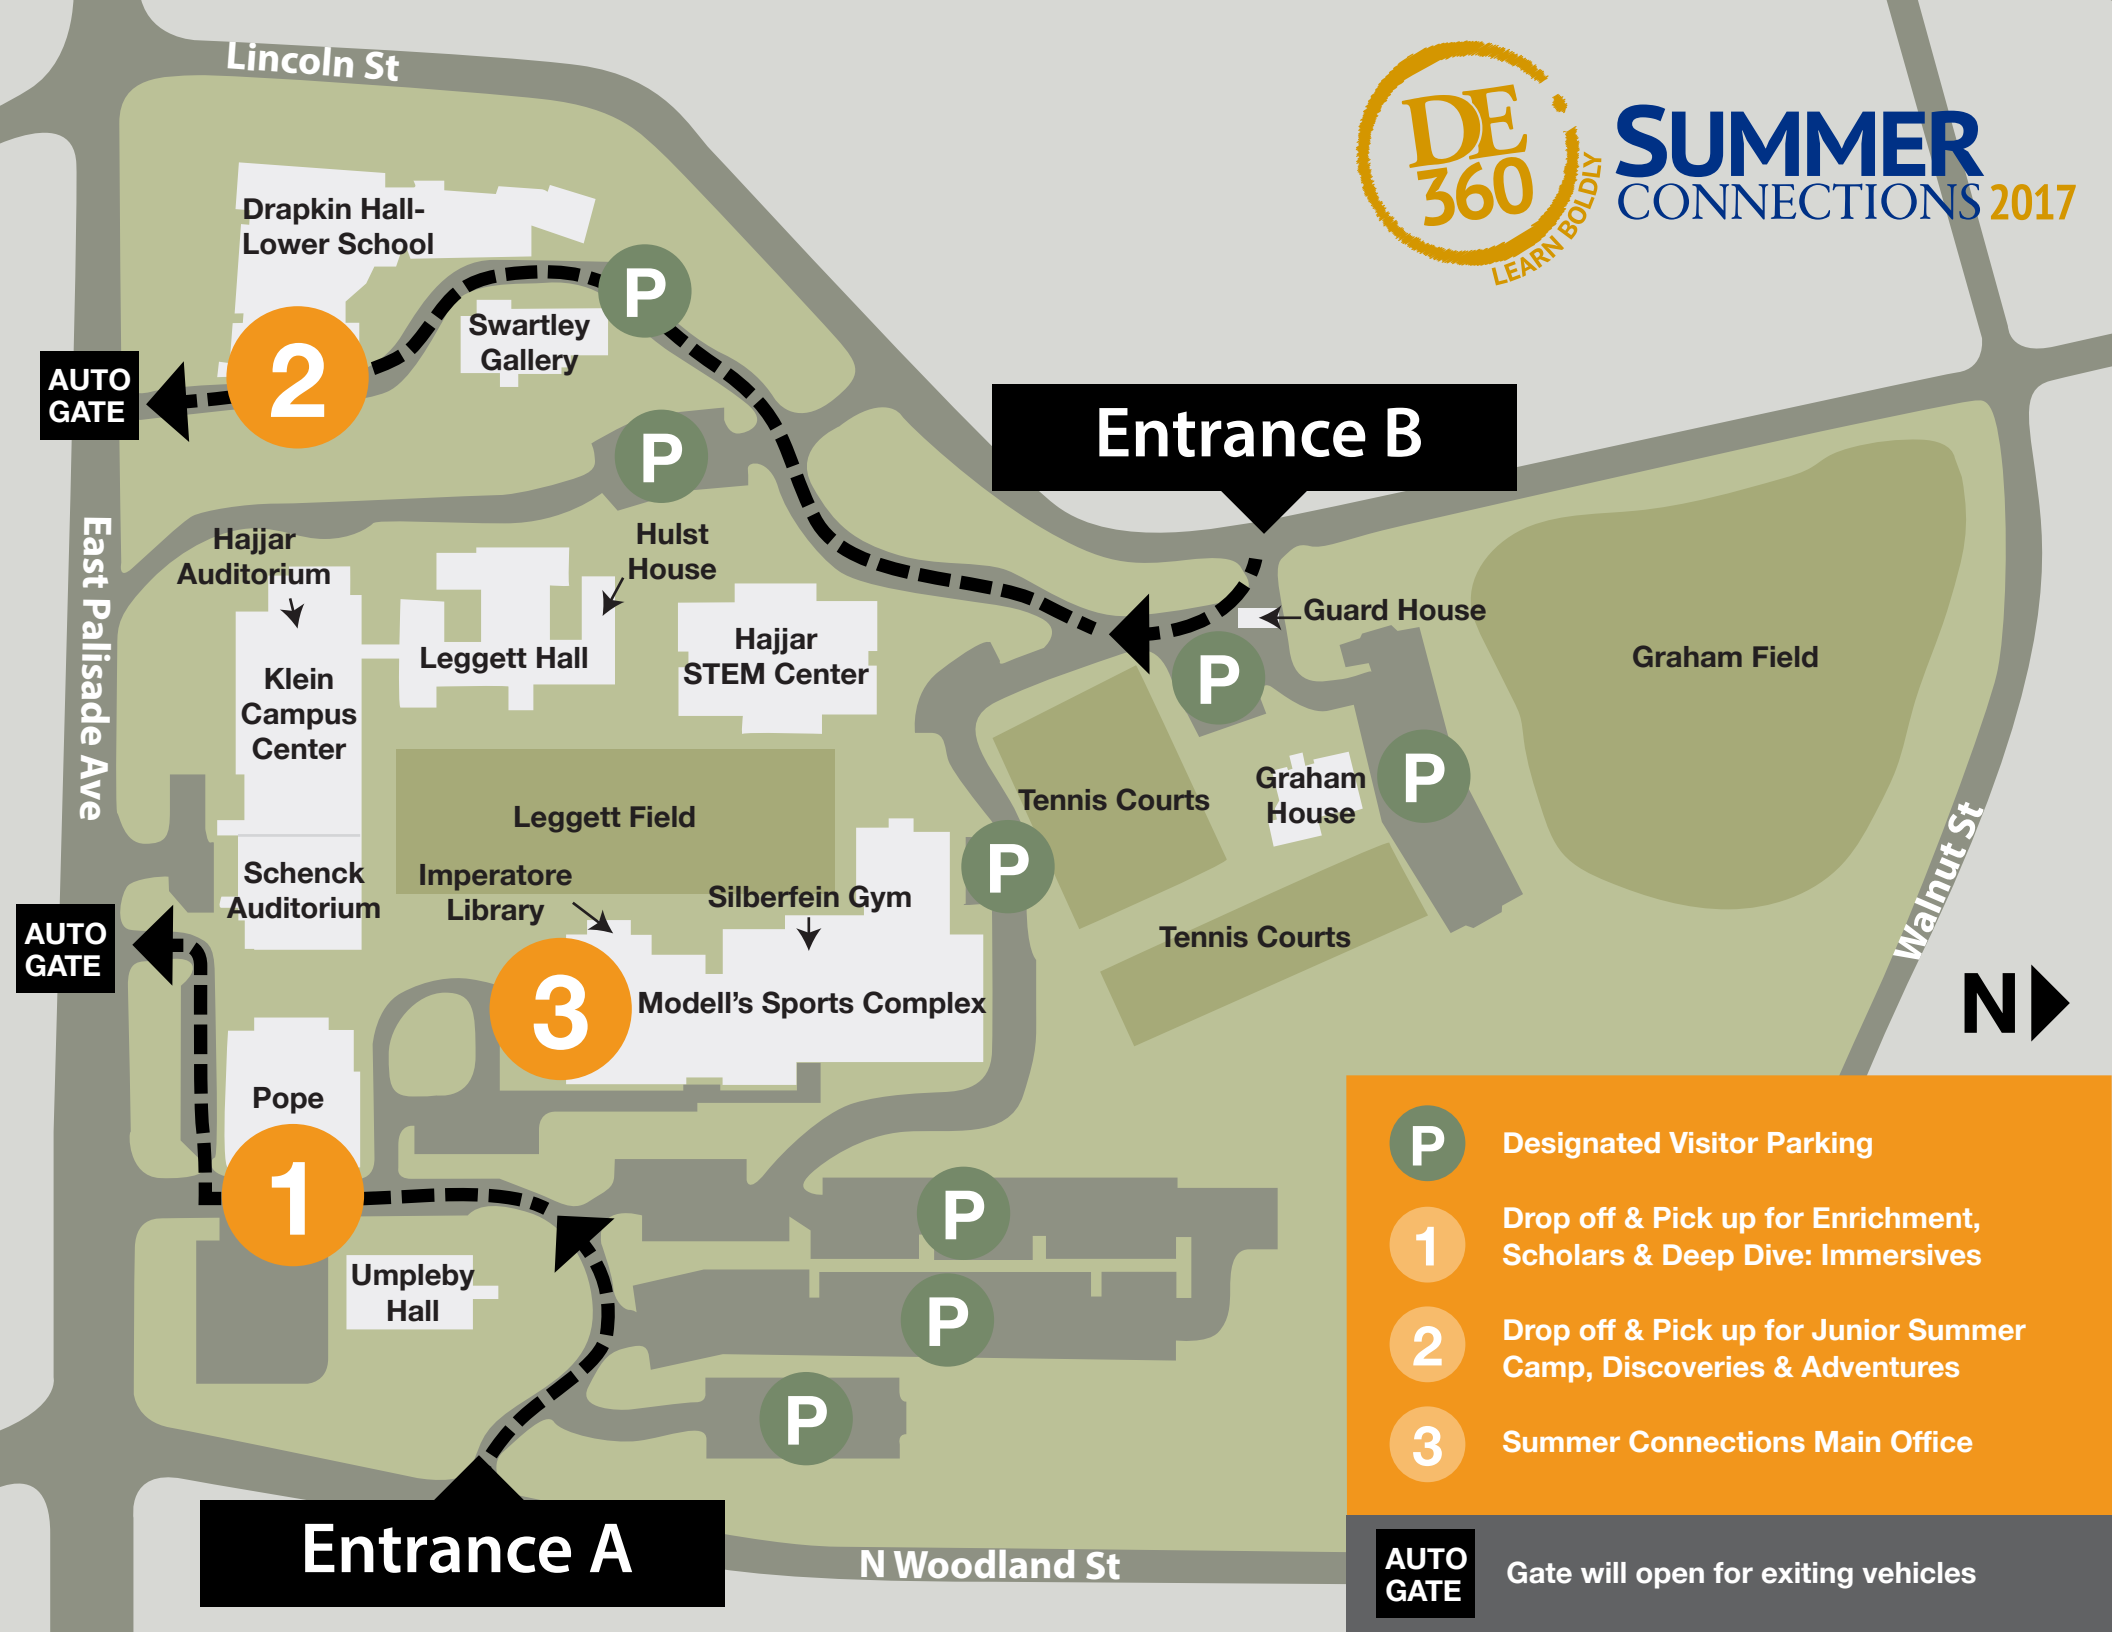 Lincoln St
DE
360
LEARN BOLDLY
SUMMER
CONNECTIONS 2017
Drapkin Hall-
Lower School
P
Swartley
Gallery
2
AUTO
GATE
Entrance B
P
East Palisade Ave
Hajjar
Auditorium
Hulst
House
Guard House
Leggett Hall
Hajjar
STEM Center
P
Graham Field
Klein
Campus
Center
Leggett Field
Tennis Courts
Graham
House
P
Walnut St
Schenck
Auditorium
Imperatore
Library
Silberfein Gym
P
Tennis Courts
AUTO
GATE
3
Modell’s Sports Complex
N
Pope
1
P
Umpleby
Hall
P
P
Entrance A
N Woodland St
P
Designated Visitor Parking
1
Drop off & Pick up for Enrichment,
Scholars & Deep Dive: Immersives
2
Drop off & Pick up for Junior Summer
Camp, Discoveries & Adventures
3
Summer Connections Main Office
AUTO
GATE
Gate will open for exiting vehicles